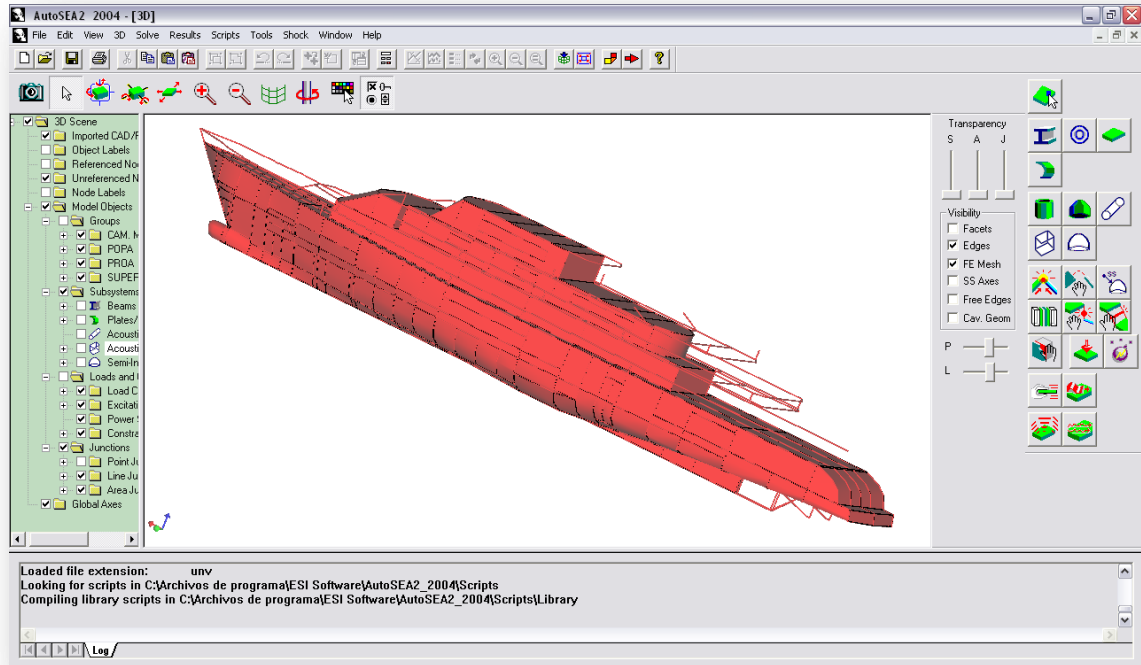 AutoSEA2 2004 - [3D]
File Edit View 3D Solve Results Scripts Tools Shock Window Help
3D Scene
Imported CAD/F
Object Labels
Referenced No
Unreferenced N
Node Labels
Model Objects
Groups
CAM. M
POPA
PROA
SUPER
Subsystems
Beams
Plates/
Acousti
Acousti
Semi-In
Loads and
Load C
Excitati
Power S
Constra
Junctions
Point Ju
Line Ju
Area Ju
Global Axes
Transparency
S A J
Visibility
Facets
Edges
FE Mesh
SS Axes
Free Edges
Cav. Geom
P
L
SS
Loaded file extension: unv
Looking for scripts in C:\Archivos de programa\ESI Software\AutoSEA2_2004\Scripts
Compiling library scripts in C:\Archivos de programa\ESI Software\AutoSEA2_2004\Scripts\Library
Log